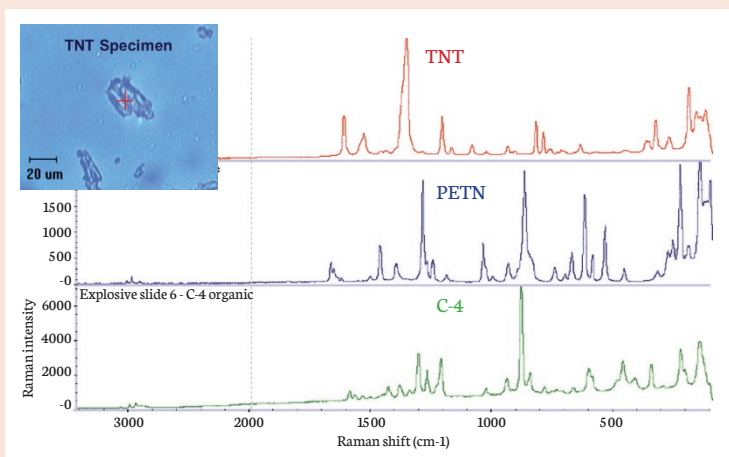 TNT Specimen
20 um
TNT
1500
1000
500
-0
PETN
Explosive slide 6 - C-4 organic
6000
4000
2000
-0
C-4
Raman intensity
3000
2000
1500
1000
500
Raman shift (cm-1)